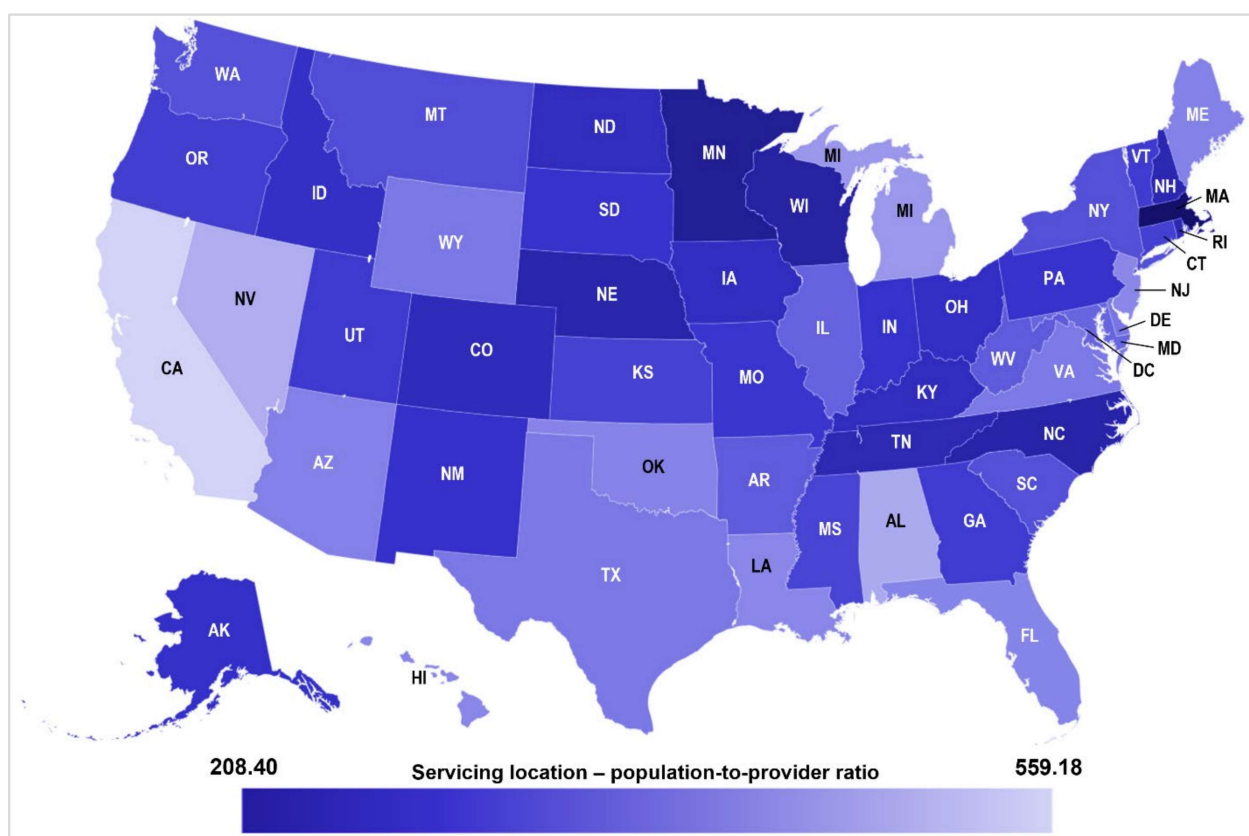 WA
MT
ND
MN
ME
OR
ID
MI
VT
SD
WI
NH
MA
NY
WY
MI
RI
CT
IA
PA
NE
NJ
NV
OH
UT
IL
IN
DE
CO
MD
CA
WV
DC
KS
MO
VA
KY
TN
NC
AZ
OK
NM
AR
SC
MS
AL
GA
LA
TX
AK
FL
HI
208.40
Servicing location – population-to-provider ratio
559.18